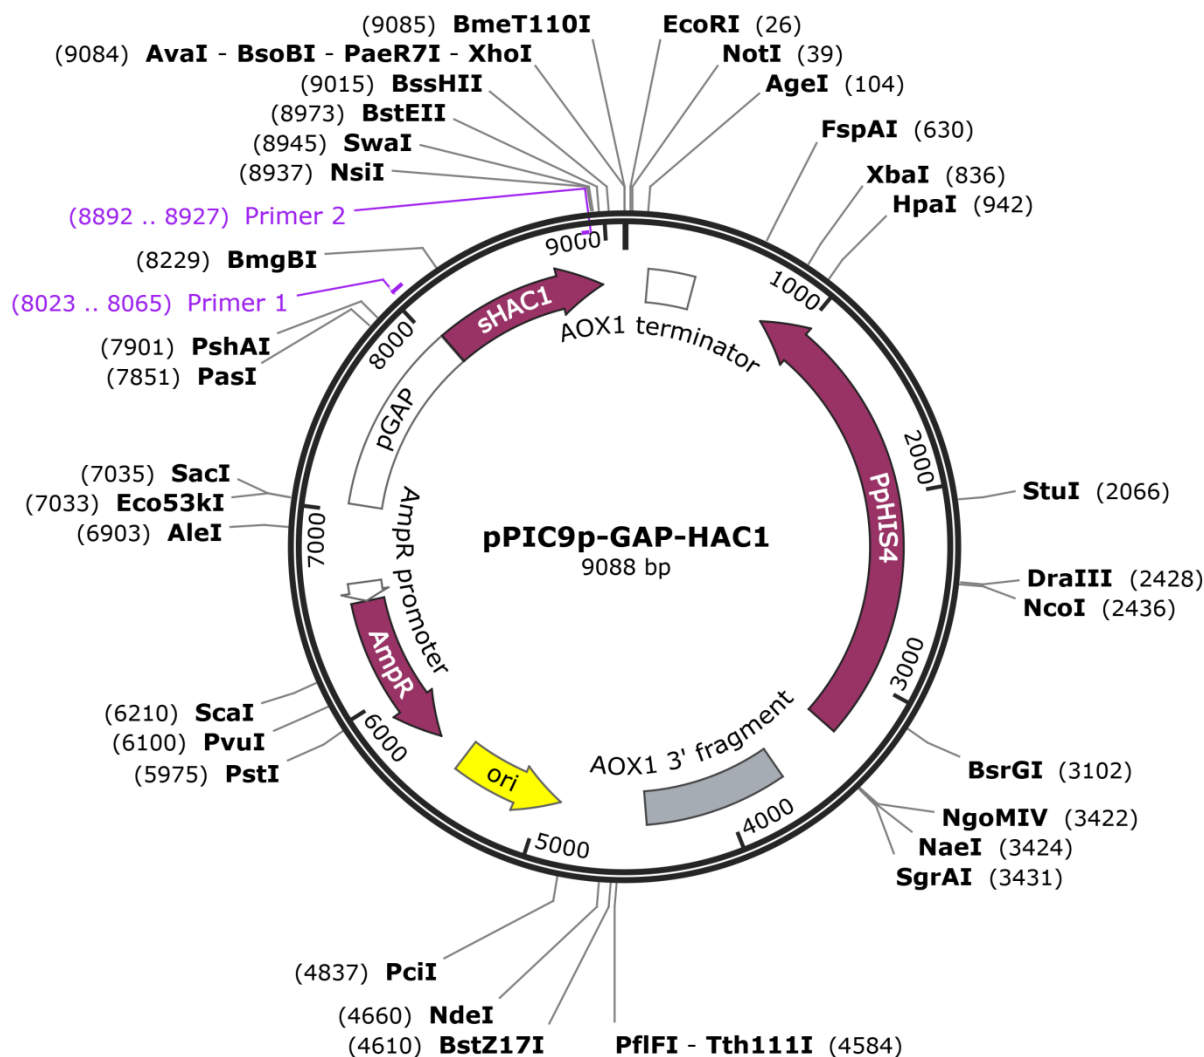 (9085) BmeT110I
(9084) AvaI - BsoBI - PaeR7I - XhoI
(9015) BssHII
(8973) BstEII
(8945) SwaI
(8937) NsiI
(8892 .. 8927) Primer 2
(8229) BmgBI
(8023 .. 8065) Primer 1
(7901) PshAI
(7851) PasI
(7035) SacI
(7033) Eco53kI
(6903) AleI
(6210) ScaI
(6100) PvuI
(5975) PstI
(4837) PciI
(4660) NdeI
(4610) BstZ17I
EcoRI (26)
NotI (39)
AgeI (104)
FspAI (630)
XbaI (836)
HpaI (942)
StuI (2066)
DraIII (2428)
NcoI (2436)
BsrGI (3102)
NgoMIV (3422)
NaeI (3424)
SgrAI (3431)
PflFI - Tth111I (4584)
1000
2000
3000
4000
5000
6000
7000
8000
9000
sHAC1
AOX1 terminator
PpHIS4
AOX1 3' fragment
ori
AmpR
AmpR promoter
pGAP
pPIC9p-GAP-HAC1
9088 bp